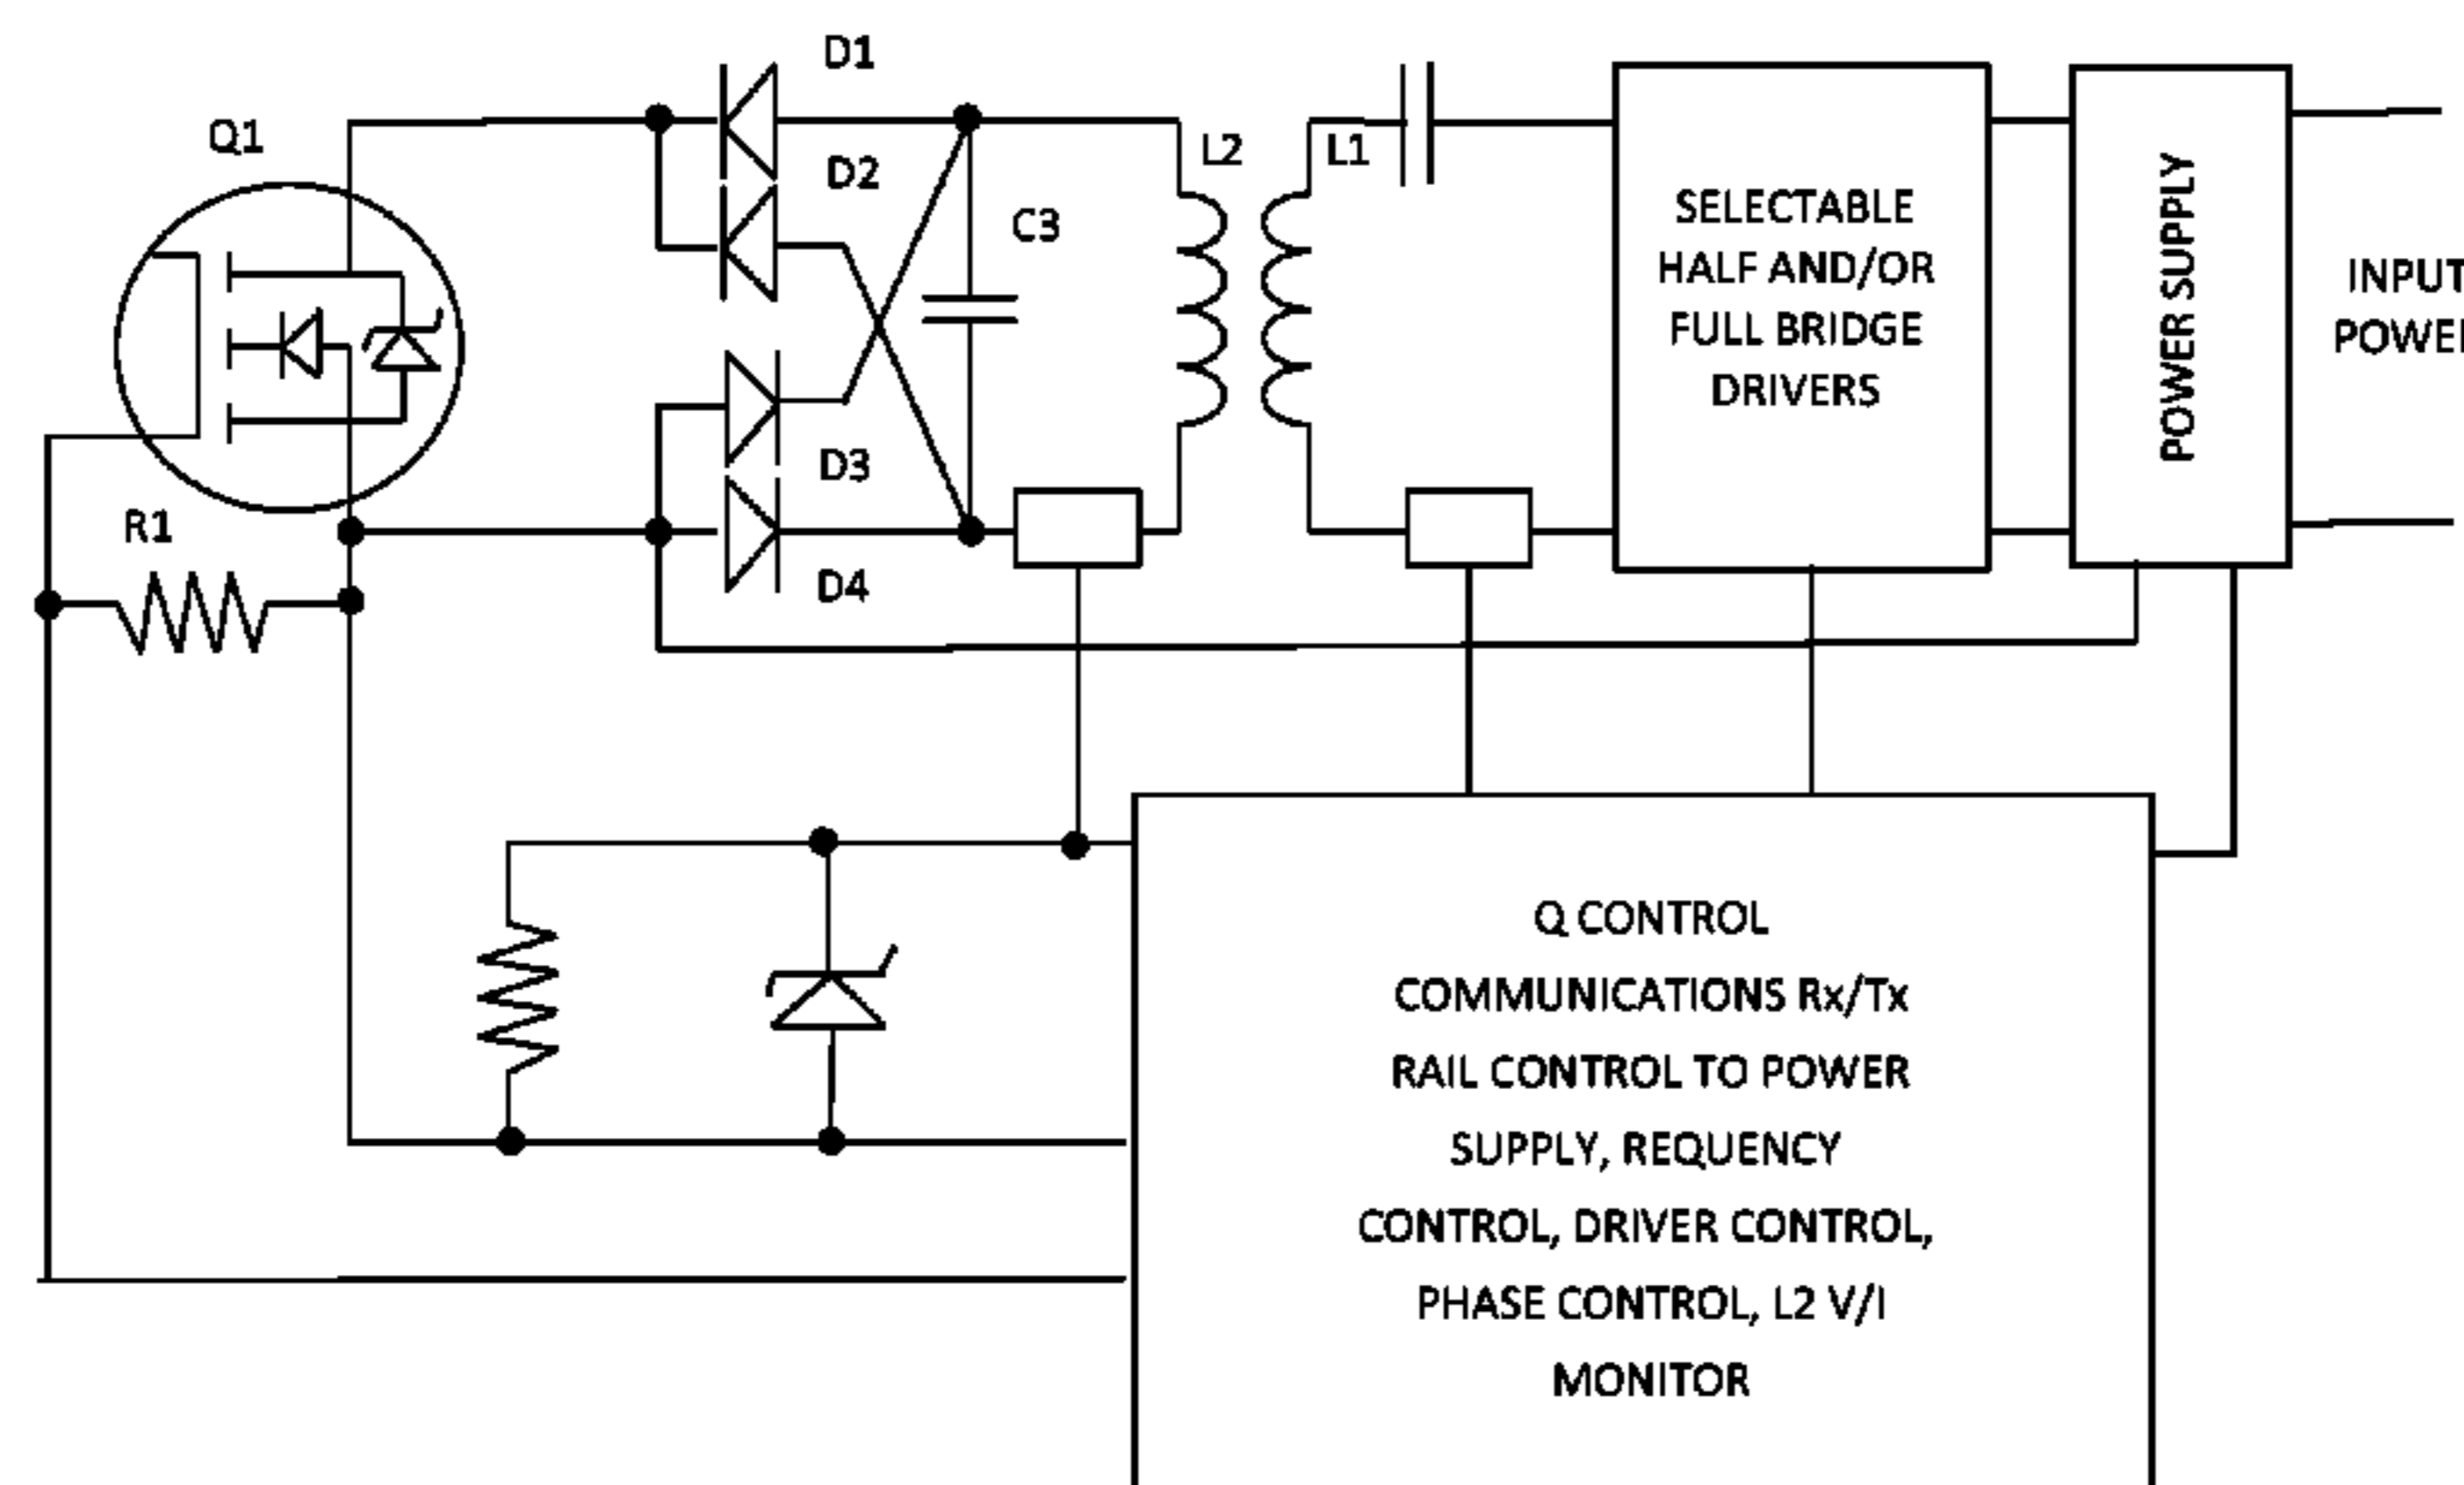 D1
Q1
D2
L2
L1
C3
SELECTABLE
HALF AND/OR
FULL BRIDGE
DRIVERS
POWER SUPPLY
INPUT
POWER
D3
R1
D4
Q CONTROL
COMMUNICATIONS Rx/Tx
RAIL CONTROL TO POWER
SUPPLY, REQUENCY
CONTROL, DRIVER CONTROL,
PHASE CONTROL, L2 V/I
MONITOR